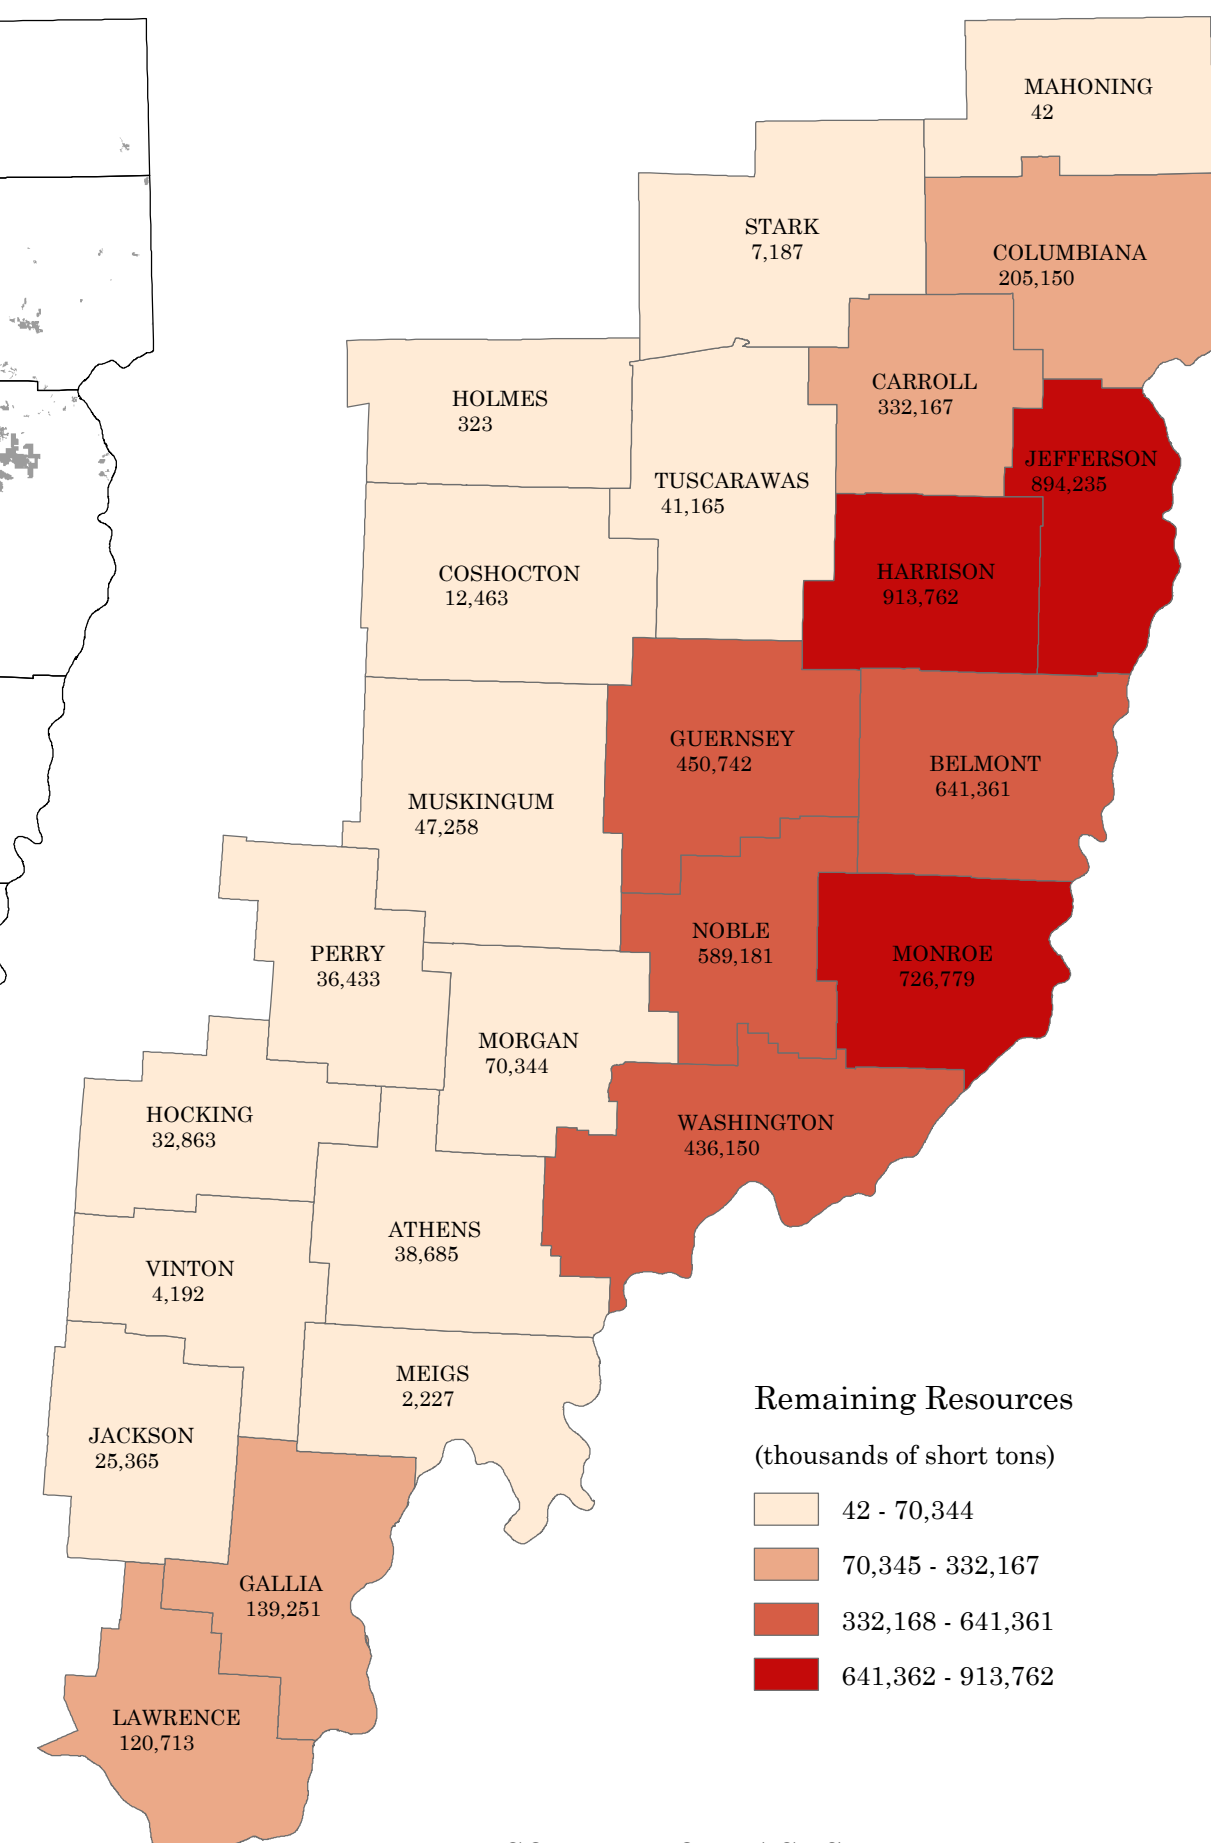 MAHONING
42
STARK
7,187
COLUMBIANA
205,150
CARROLL
332,167
HOLMES
323
JEFFERSON
894,235
TUSCARAWAS
41,165
HARRISON
913,762
COSHOCTON
12,463
GUERNSEY
450,742
BELMONT
641,361
MUSKINGUM
47,258
NOBLE
589,181
MONROE
726,779
PERRY
36,433
MORGAN
70,344
HOCKING
32,863
WASHINGTON
436,150
ATHENS
38,685
VINTON
4,192
MEIGS
2,227
JACKSON
25,365
GALLIA
139,251
LAWRENCE
120,713
Remaining Resources
(thousands of short tons)
42 - 70,344
70,345 - 332,167
332,168 - 641,361
641,362 - 913,762